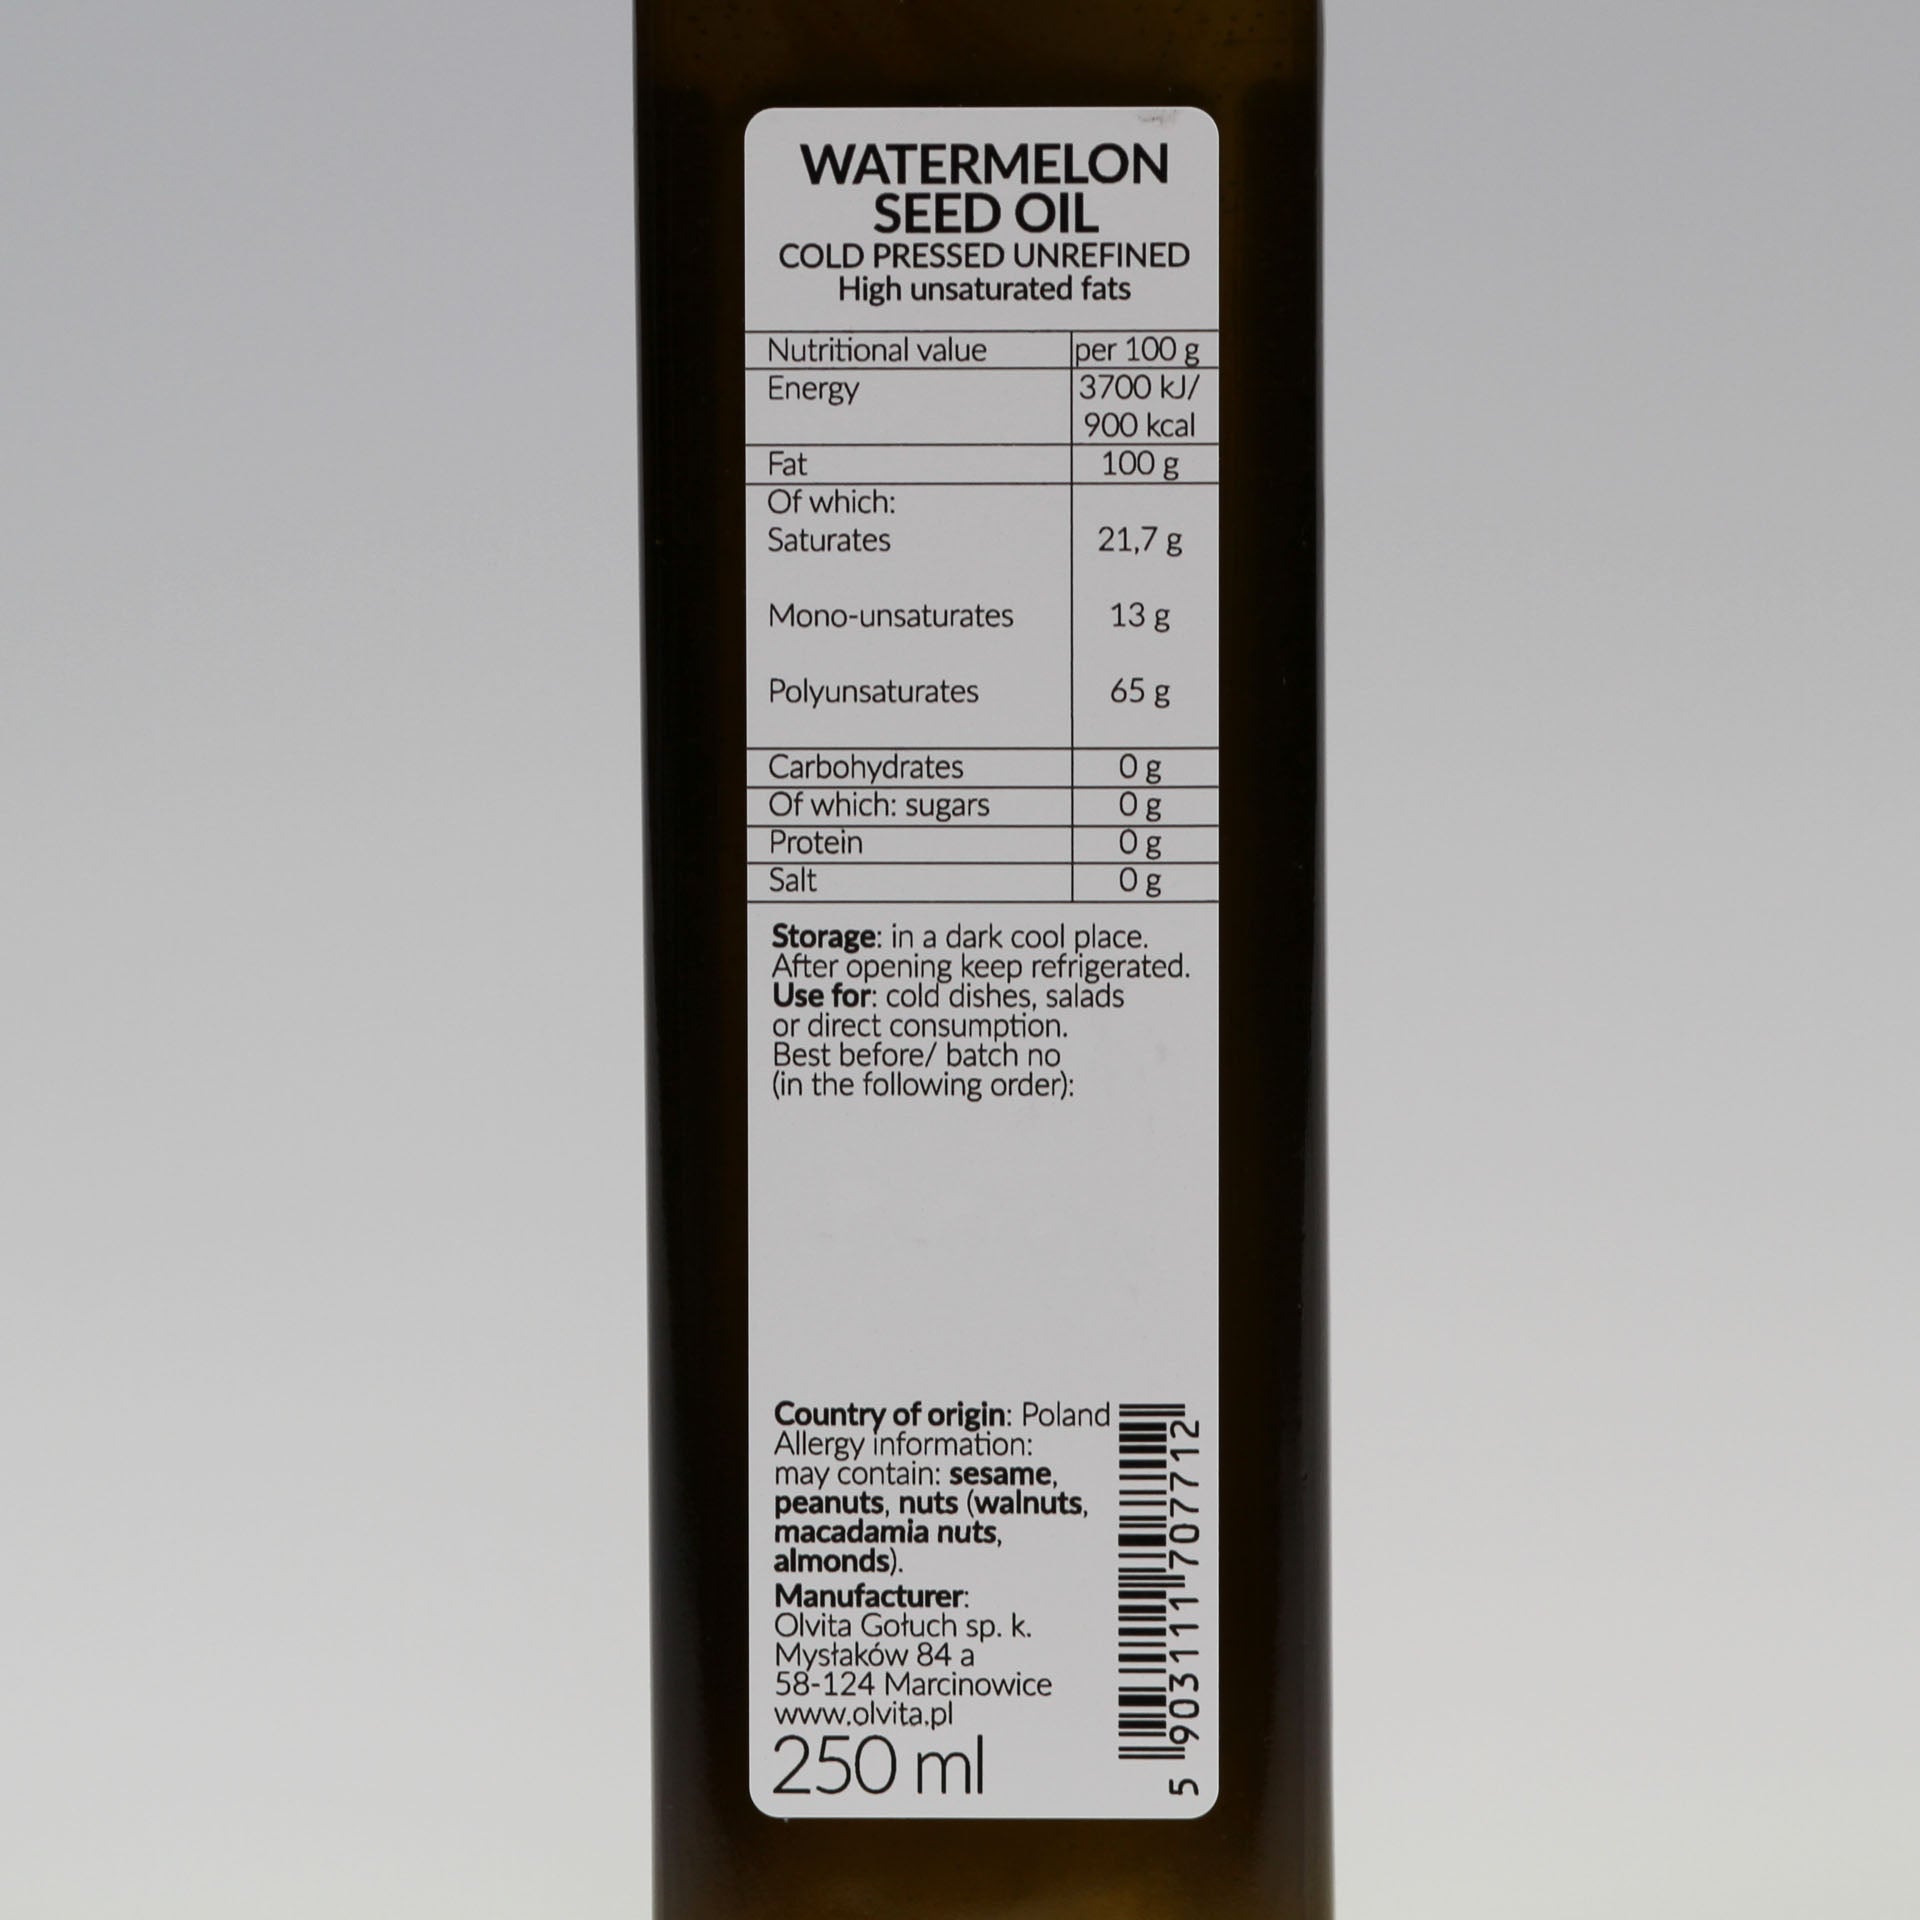 WATERMELON
SEED OIL
COLD PRESSED UNREFINED
High unsaturated fats
Nutritional value per 100 g
Energy 3700 kJ/
900 kcal
Fat 100 g
Of which:
Saturates 21,7 g
Mono-unsaturates 13 g
Polyunsaturates 65 g
Carbohydrates 0 g
Of which: sugars 0 g
Protein 0 g
Salt 0 g
Storage: in a dark cool place.
After opening keep refrigerated.
Use for: cold dishes, salads
or direct consumption.
Best before/ batch no
(in the following order):
Country of origin: Poland
Allergy information:
may contain: sesame,
peanuts, nuts (walnuts,
macadamia nuts,
almonds).
Manufacturer:
Olvita Gołuch sp. k.
Mysłaków 84 a
58-124 Marcinowice
www.olvita.pl
250 ml
5 903111 707712